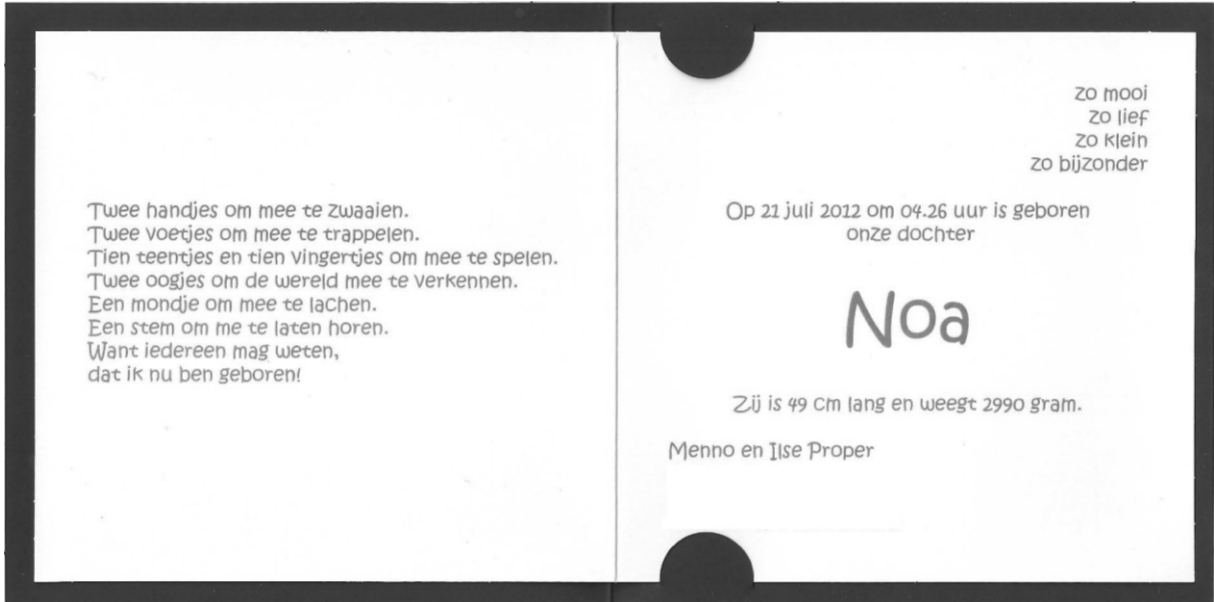 Twee handjes om mee te zwaaien.
Twee voetjes om mee te trappelen.
Tien teentjes en tien vingertjes om mee te spelen.
Twee oogjes om de wereld mee te verkennen.
Een mondje om mee te lachen.
Een stem om me te laten horen.
Want iedereen mag weten,
dat ik nu ben geboren!
zo mooi
zo lief
zo klein
zo bijzonder
Op 21 juli 2012 om 04.26 uur is geboren
onze dochter
Noa
Zij is 49 cm lang en weegt 2990 gram.
Menno en Ilse Proper